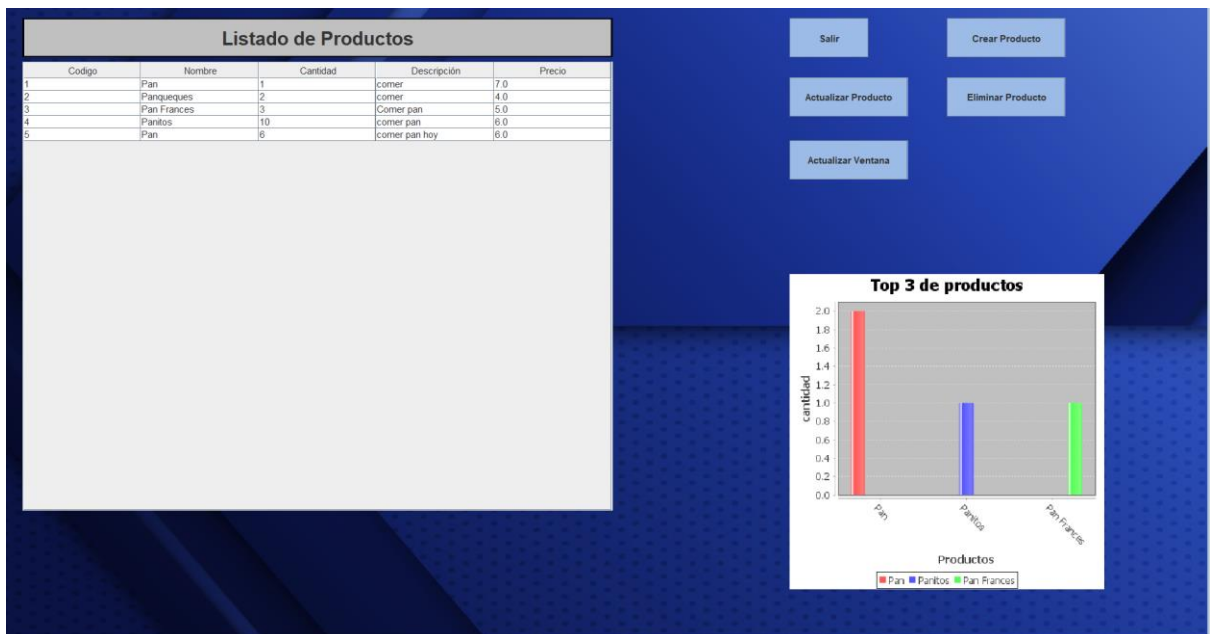 Listado de Productos
Codigo Nombre Cantidad Descripción Precio
1 Pan 1 comer 7.0
2 Panqueques 2 comer 4.0
3 Pan Frances 3 Comer pan 5.0
4 Panitos 10 comer pan 6.0
5 Pan 6 comer pan hoy 6.0
Salir
Crear Producto
Actualizar Producto
Eliminar Producto
Actualizar Ventana
Top 3 de productos
cantidad
2.0
1.8
1.6
1.4
1.2
1.0
0.8
0.6
0.4
0.2
0.0
Pan
Panitos
Pan Frances
Productos
Pan Panitos Pan Frances